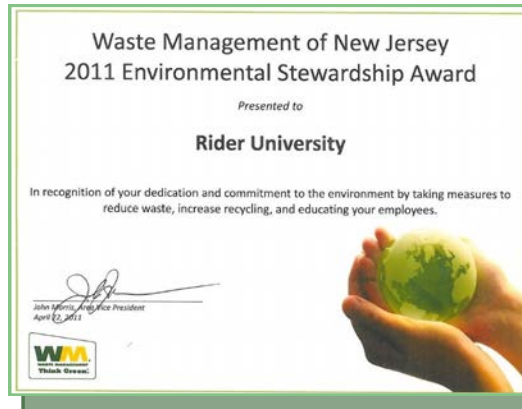 Waste Management of New Jersey
2011 Environmental Stewardship Award
Presented to
Rider University
In recognition of your dedication and commitment to the environment by taking measures to
reduce waste, increase recycling, and educating your employees.
John Morris, Area Vice President
April 22, 2011
WM
WASTE MANAGEMENT
Think Green.